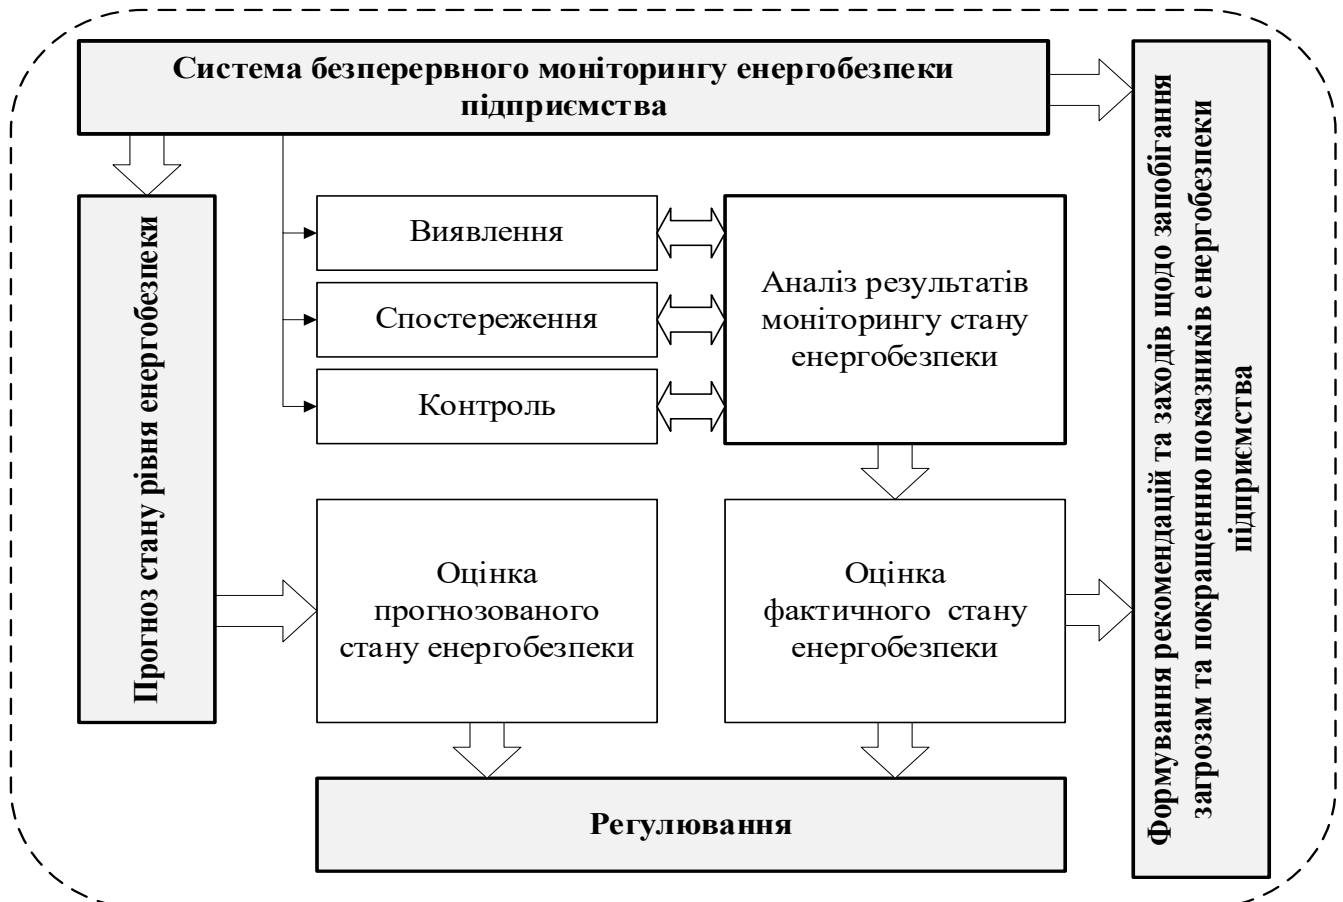 Система безперервного моніторингу енергобезпеки
підприємства
Прогноз стану рівня енергобезпеки
Виявлення
Спостереження
Контроль
Аналіз результатів
моніторингу стану
енергобезпеки
Оцінка
прогнозованого
стану енергобезпеки
Оцінка
фактичного стану
енергобезпеки
Регулювання
Формування рекомендацій та заходів щодо запобігання
загрозам та покращенню показників енергобезпеки
підприємства